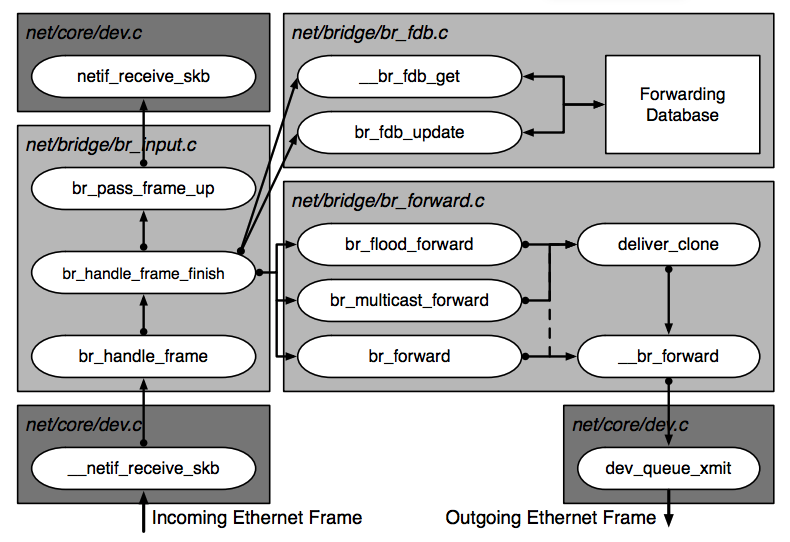 net/core/dev.c
netif_receive_skb
net/bridge/br_input.c
br_pass_frame_up
br_handle_frame_finish
br_handle_frame
net/core/dev.c
__netif_receive_skb
Incoming Ethernet Frame
net/bridge/br_fdb.c
__br_fdb_get
br_fdb_update
Forwarding
Database
net/bridge/br_forward.c
br_flood_forward
deliver_clone
br_multicast_forward
br_forward
__br_forward
net/core/dev.c
dev_queue_xmit
Outgoing Ethernet Frame